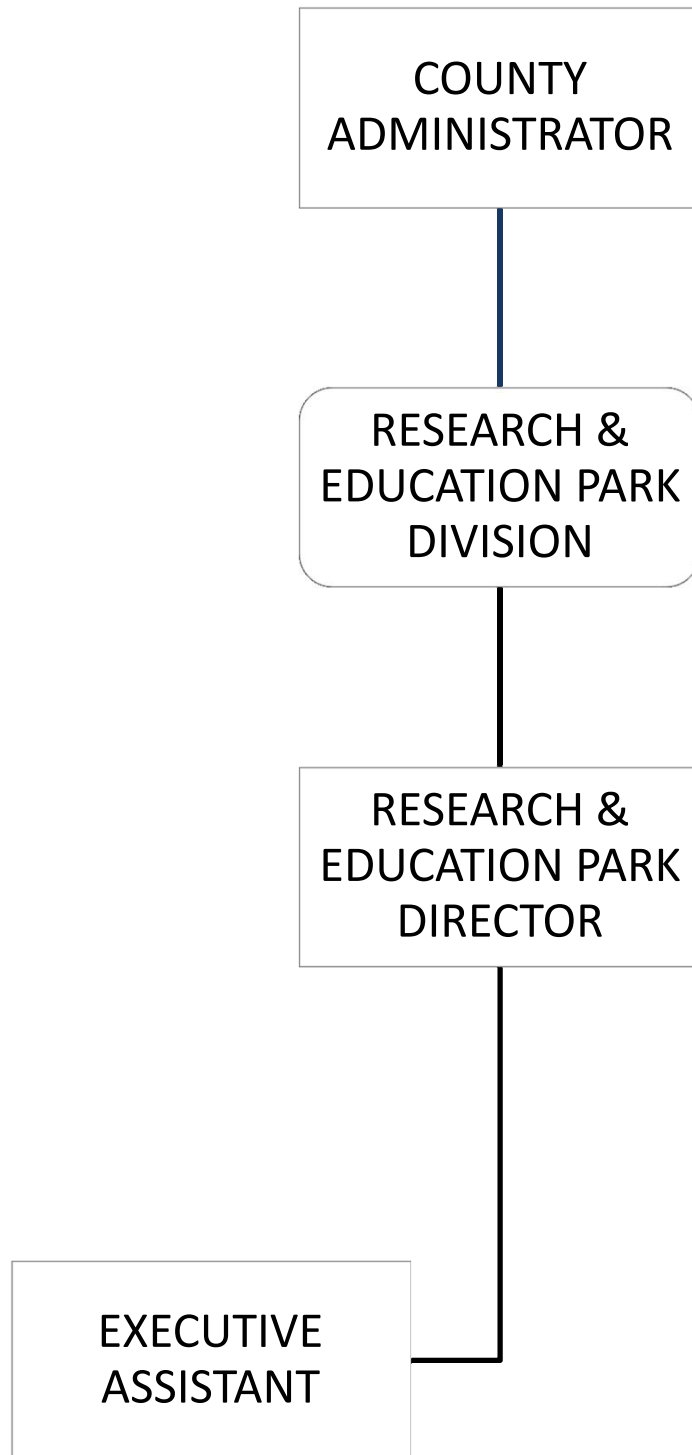 COUNTY
ADMINISTRATOR
RESEARCH &
EDUCATION PARK
DIVISION
RESEARCH &
EDUCATION PARK
DIRECTOR
EXECUTIVE
ASSISTANT